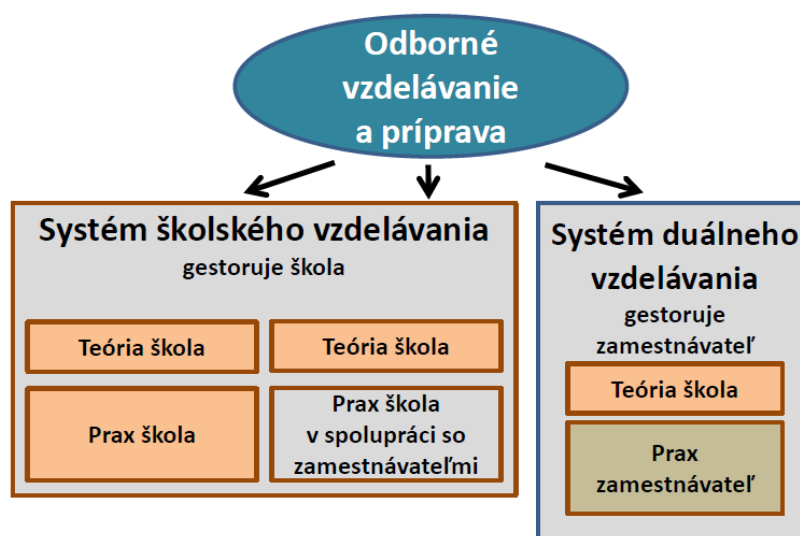 Odborné
vzdelávanie
a príprava
Systém školského vzdelávania
gestoruje škola
Teória škola
Teória škola
Prax škola
Prax škola
v spolupráci so
zamestnávateľmi
Systém duálneho
vzdelávania
gestoruje
zamestnávateľ
Teória škola
Prax
zamestnávateľ